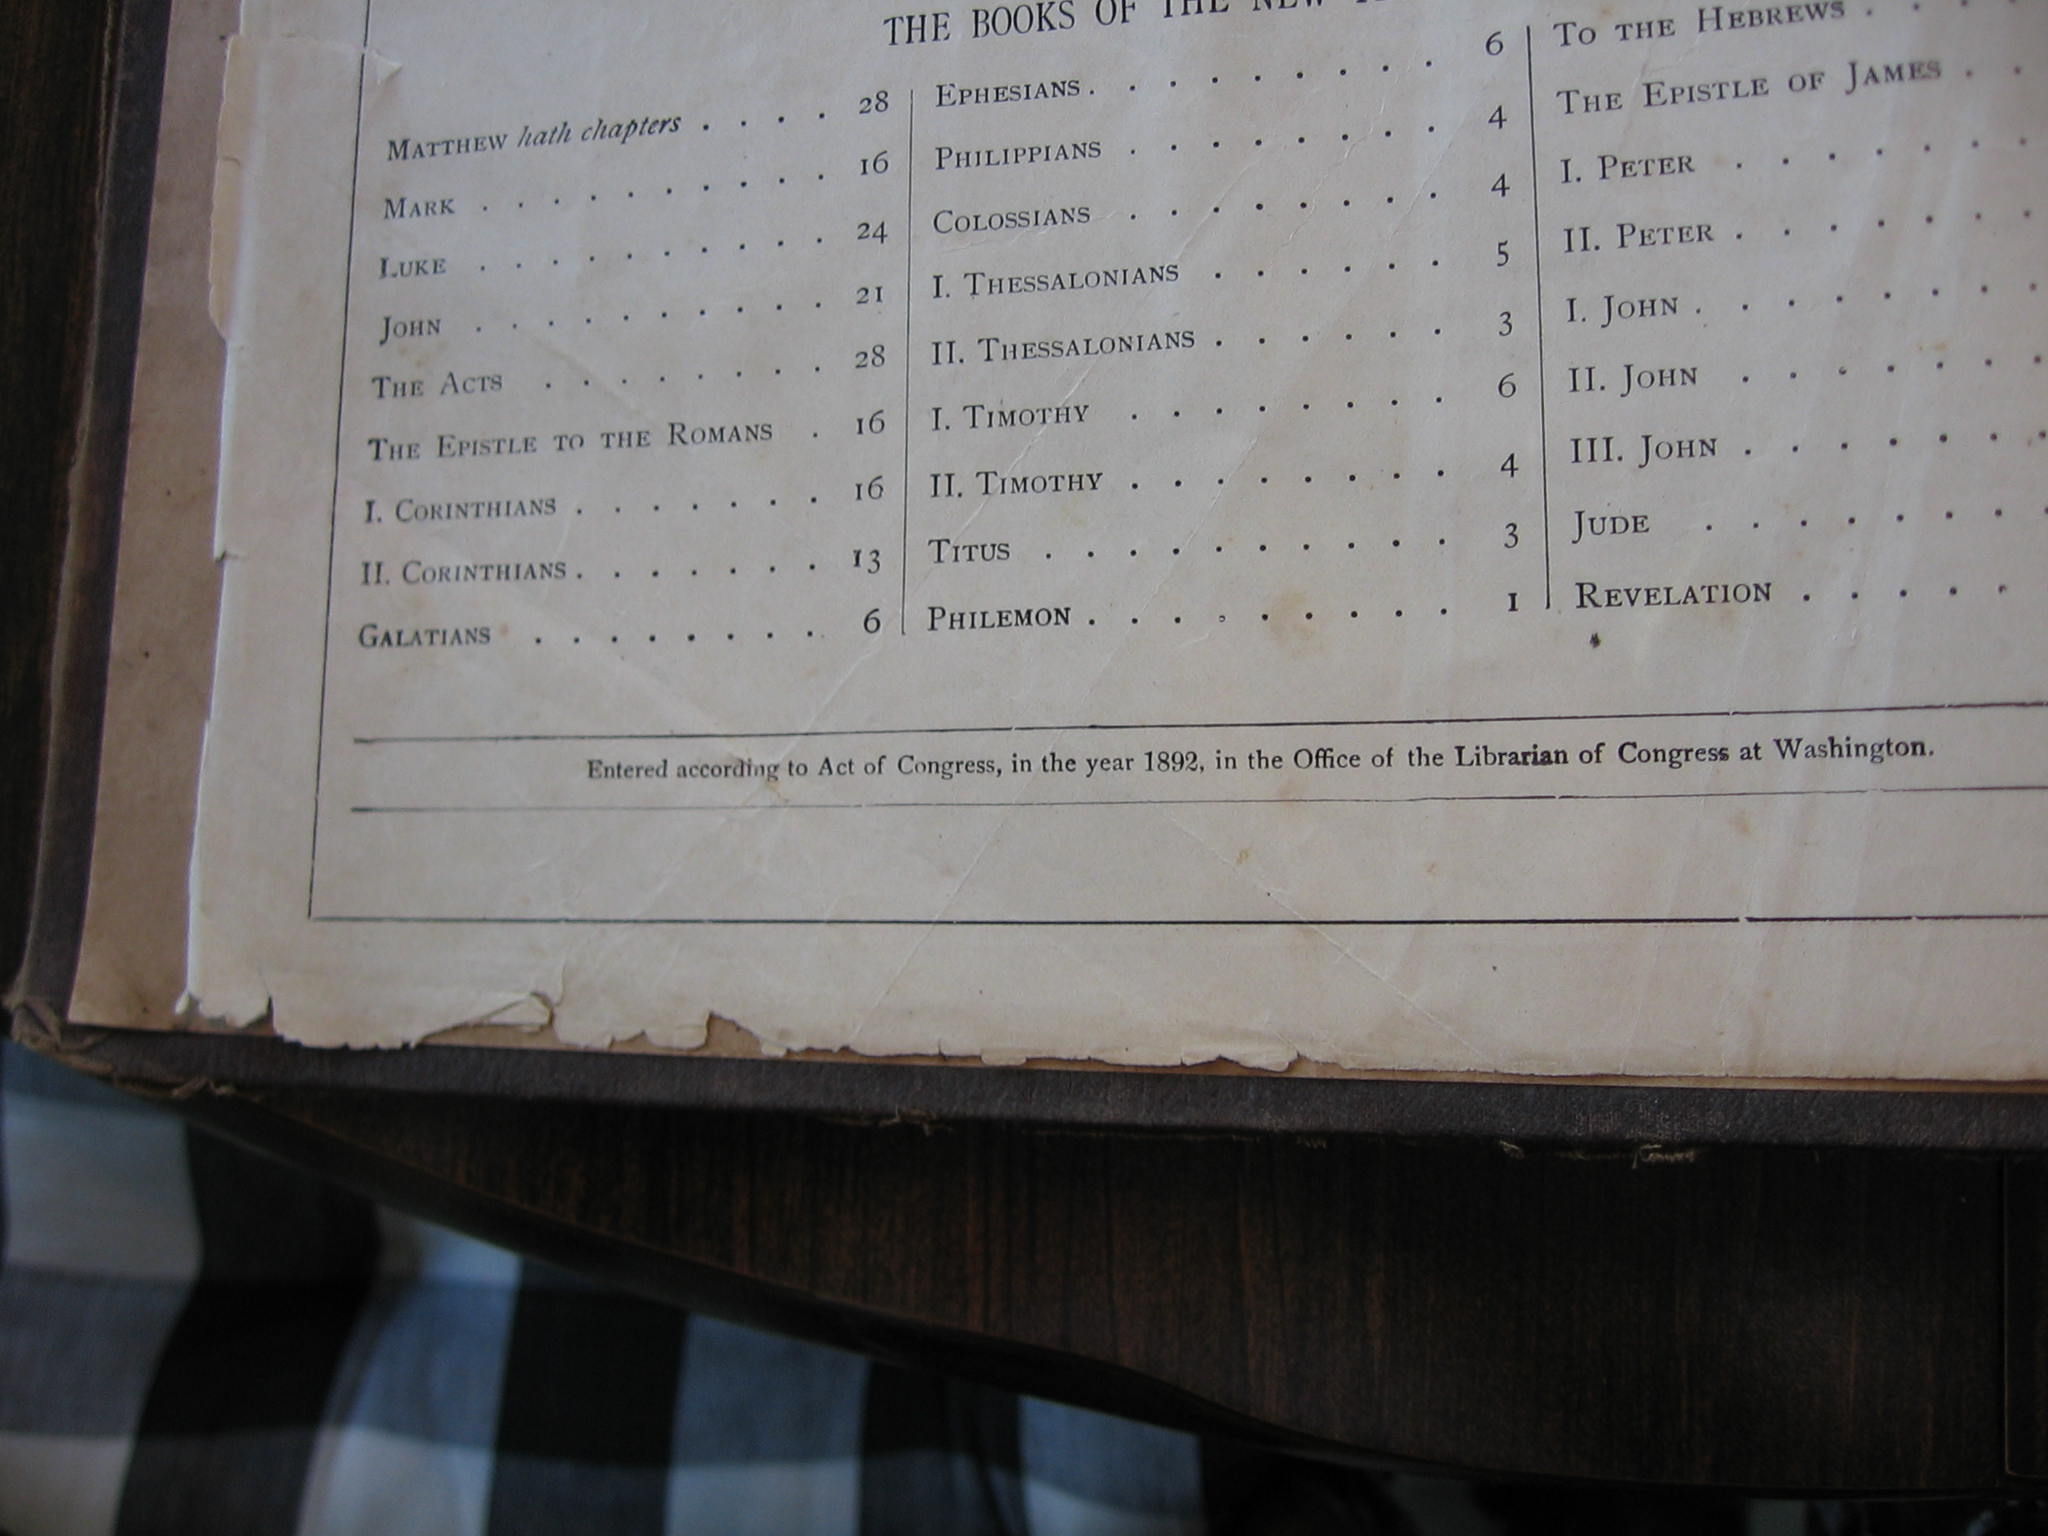 THE BOOKS OF THE NEW
MATTHEW hath chapters . . . . 28
MARK . . . . . . . . . . 16
LUKE . . . . . . . . . . 24
JOHN . . . . . . . . . . 21
THE ACTS . . . . . . . . 28
THE EPISTLE TO THE ROMANS . 16
I. CORINTHIANS . . . . . . . 16
II. CORINTHIANS . . . . . . . 13
GALATIANS . . . . . . . . 6
EPHESIANS . . . . . . . . . 6
PHILIPPIANS . . . . . . . . 4
COLOSSIANS . . . . . . . . 4
I. THESSALONIANS . . . . . . 5
II. THESSALONIANS . . . . . . 3
I. TIMOTHY . . . . . . . . 6
II. TIMOTHY . . . . . . . . 4
TITUS . . . . . . . . . . 3
PHILEMON . . . . . . . . . 1
TO THE HEBREWS . . .
THE EPISTLE OF JAMES . .
I. PETER . . . . . . .
II. PETER . . . . . . .
I. JOHN . . . . . . . .
II. JOHN . . . . . . .
III. JOHN . . . . . . .
JUDE . . . . . . . .
REVELATION . . . . .
Entered according to Act of Congress, in the year 1892, in the Office of the Librarian of Congress at Washington.